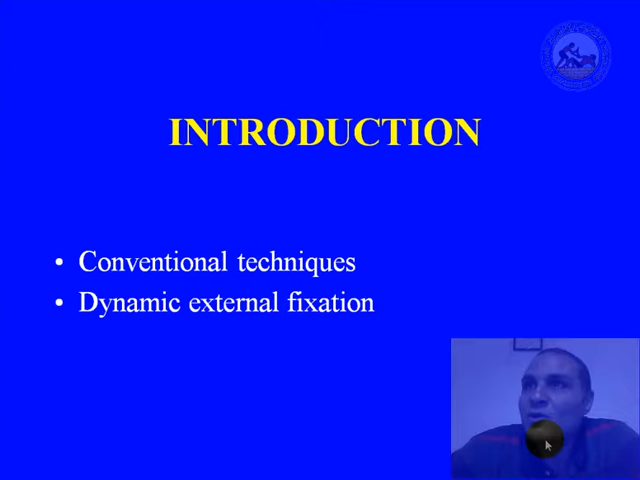 INTRODUCTION
• Conventional techniques
• Dynamic external fixation